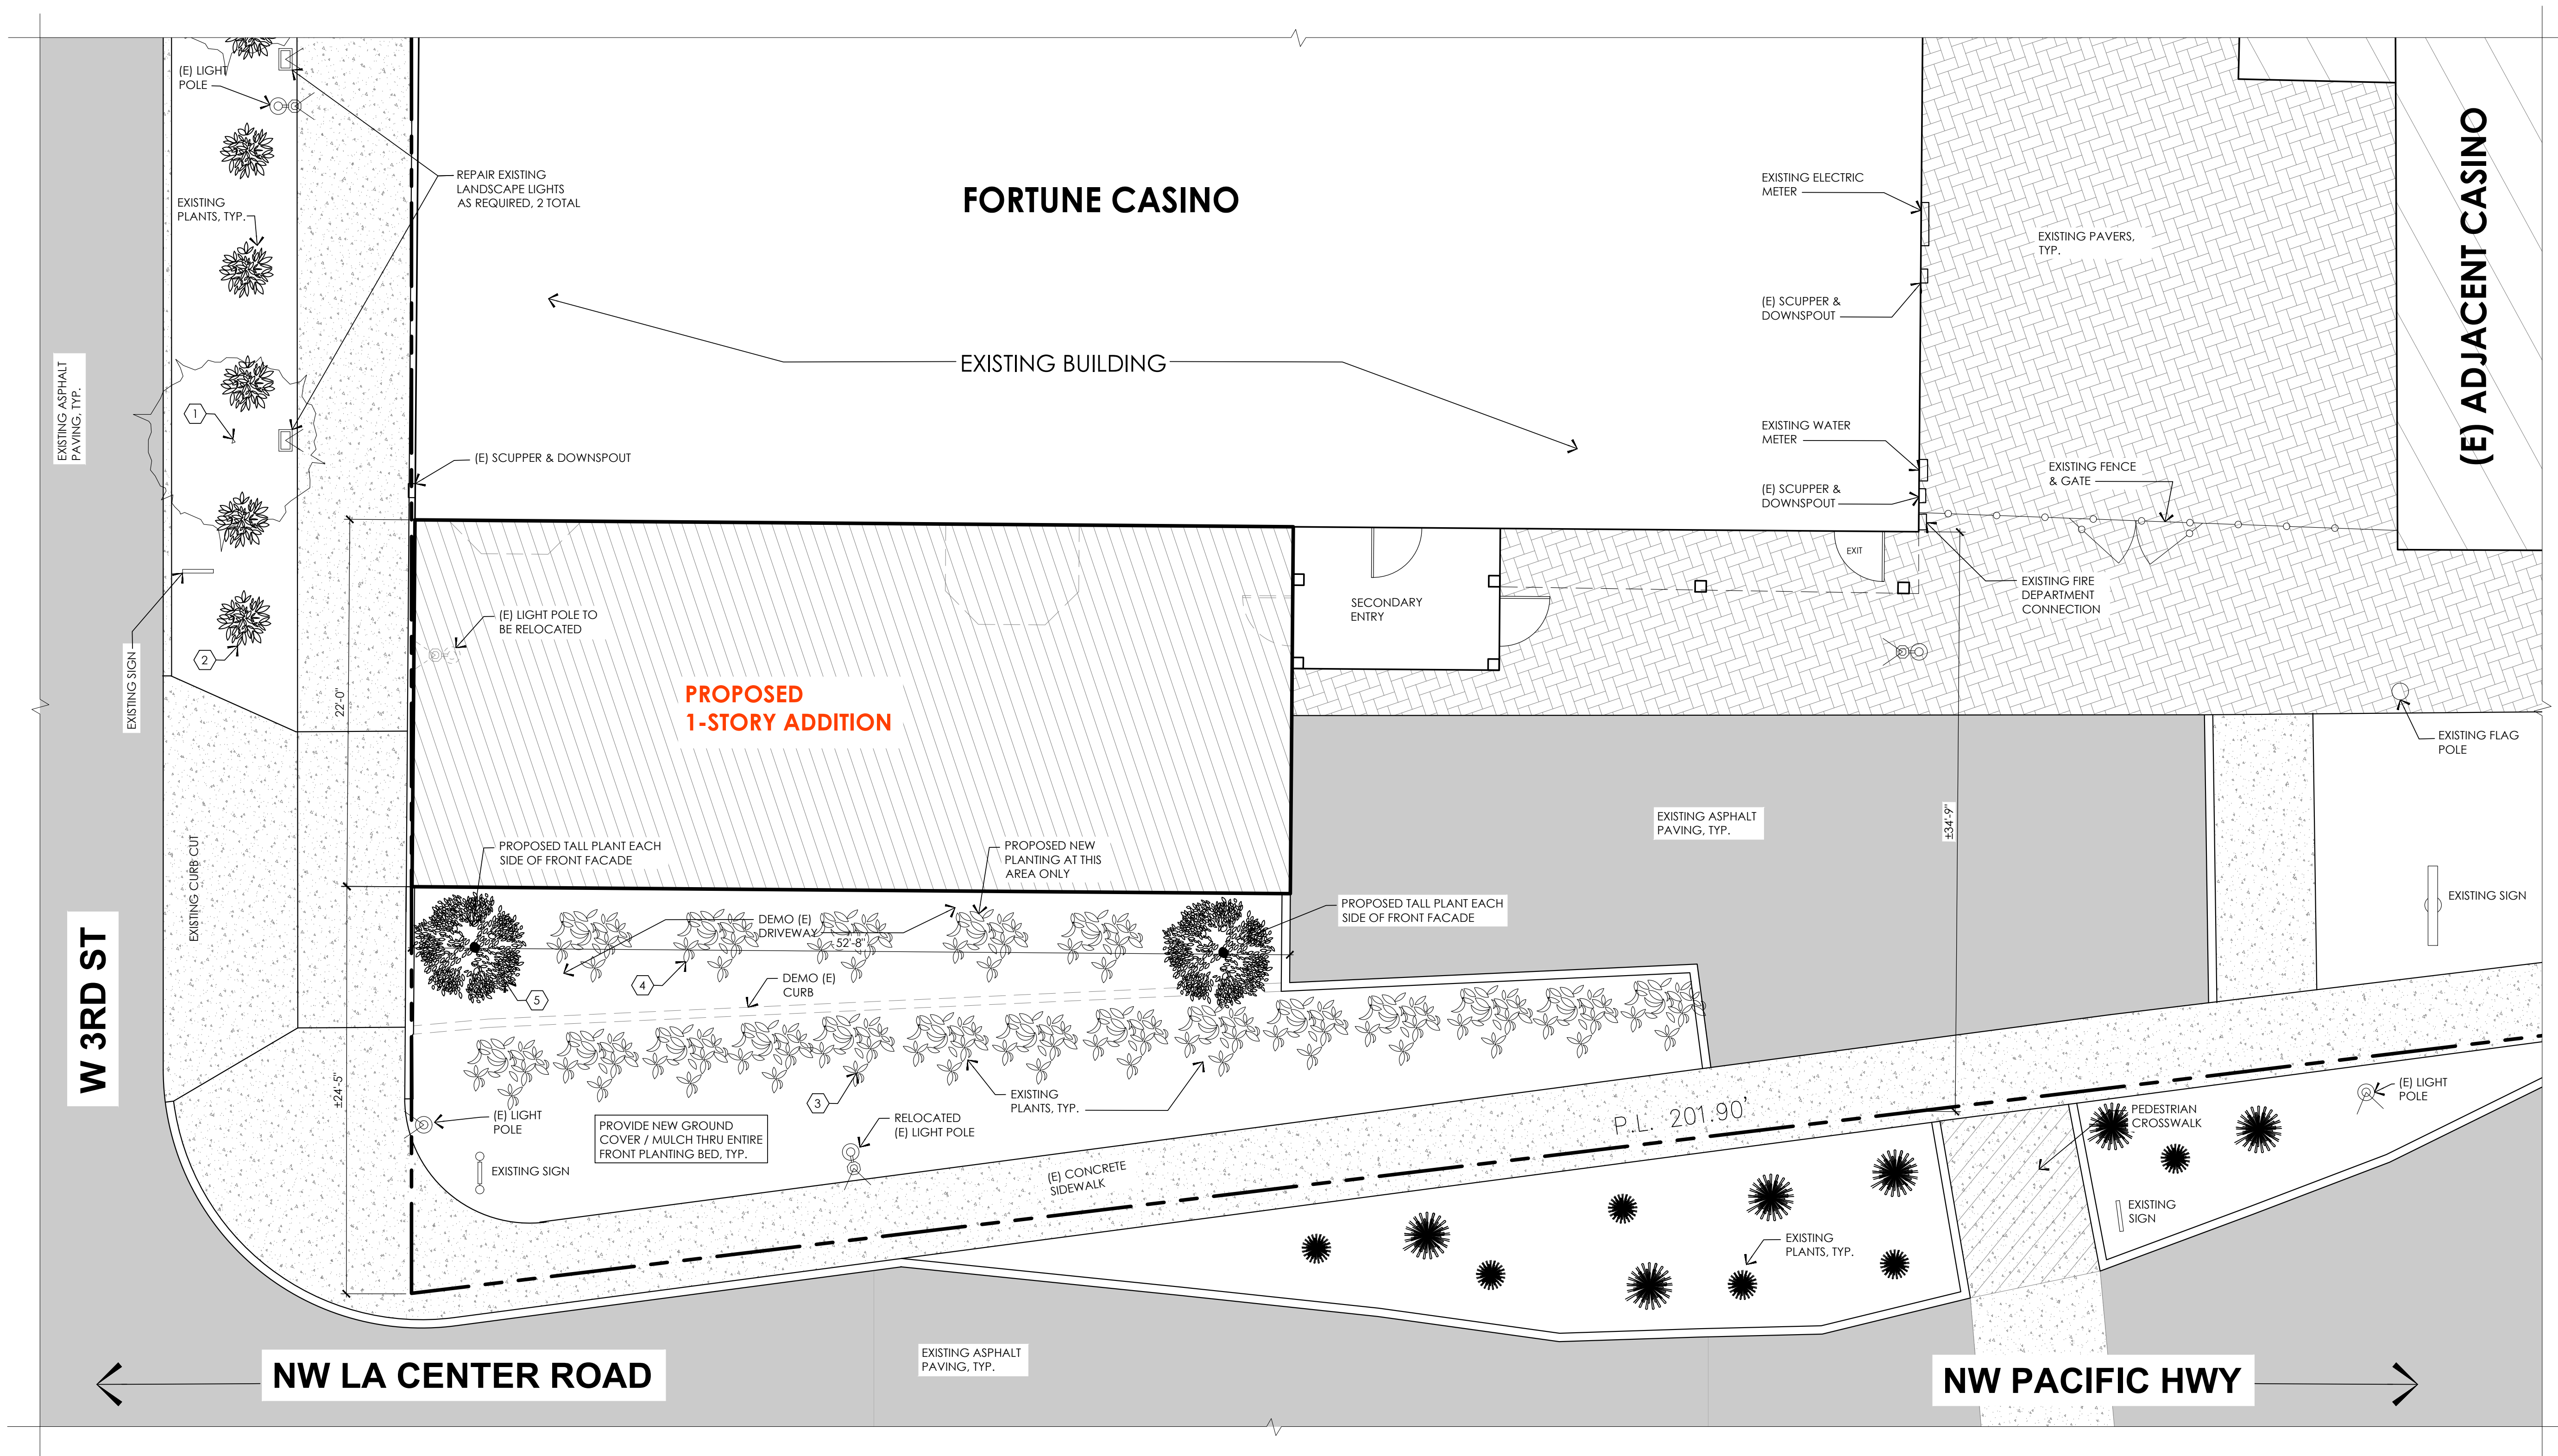 (E) LIGHT
POLE
EXISTING
PLANTS, TYP.
REPAIR EXISTING
LANDSCAPE LIGHTS
AS REQUIRED, 2 TOTAL
FORTUNE CASINO
EXISTING BUILDING
EXISTING ELECTRIC
METER
EXISTING PAVERS,
TYP.
(E) SCUPPER &
DOWNSPOUT
(E) ADJACENT CASINO
EXISTING ASPHALT
PAVING, TYP.
1
(E) SCUPPER & DOWNSPOUT
EXISTING WATER
METER
(E) SCUPPER &
DOWNSPOUT
EXISTING FENCE
& GATE
EXIT
EXISTING FIRE
DEPARTMENT
CONNECTION
SECONDARY
ENTRY
(E) LIGHT POLE TO
BE RELOCATED
EXISTING SIGN
2
22'-0"
PROPOSED
1-STORY ADDITION
EXISTING FLAG
POLE
EXISTING ASPHALT
PAVING, TYP.
±34'-9"
EXISTING CURB CUT
PROPOSED TALL PLANT EACH
SIDE OF FRONT FACADE
PROPOSED NEW
PLANTING AT THIS
AREA ONLY
PROPOSED TALL PLANT EACH
SIDE OF FRONT FACADE
EXISTING SIGN
DEMO (E)
DRIVEWAY
52'-8"
W 3RD ST
4
5
DEMO (E)
CURB
±24'-5"
3
EXISTING
PLANTS, TYP.
(E) LIGHT
POLE
PROVIDE NEW GROUND
COVER / MULCH THRU ENTIRE
FRONT PLANTING BED, TYP.
RELOCATED
(E) LIGHT POLE
EXISTING SIGN
(E) CONCRETE
SIDEWALK
P.L. 201.90'
(E) LIGHT
POLE
PEDESTRIAN
CROSSWALK
EXISTING
SIGN
EXISTING
PLANTS, TYP.
EXISTING ASPHALT
PAVING, TYP.
NW LA CENTER ROAD
NW PACIFIC HWY